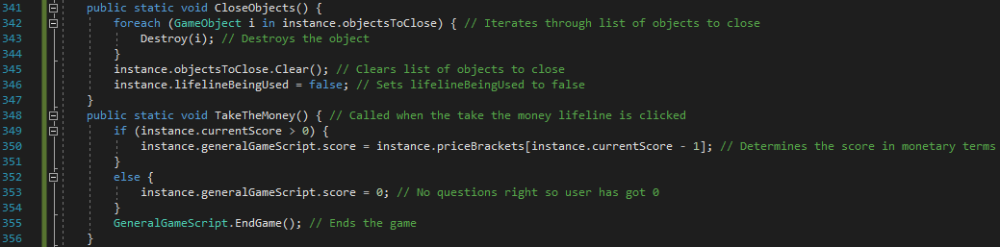 341 public static void CloseObjects() {
342 foreach (GameObject i in instance.objectsToClose) { // Iterates through list of objects to close
343 Destroy(i); // Destroys the object
344 }
345 instance.objectsToClose.Clear(); // Clears list of objects to close
346 instance.lifelineBeingUsed = false; // Sets lifelineBeingUsed to false
347 }
348 public static void TakeTheMoney() { // Called when the take the money lifeline is clicked
349 if (instance.currentScore > 0) {
350 instance.generalGameScript.score = instance.priceBrackets[instance.currentScore - 1]; // Determines the score in monetary terms
351 }
352 else {
353 instance.generalGameScript.score = 0; // No questions right so user has got 0
354 }
355 GeneralGameScript.EndGame(); // Ends the game
356 }